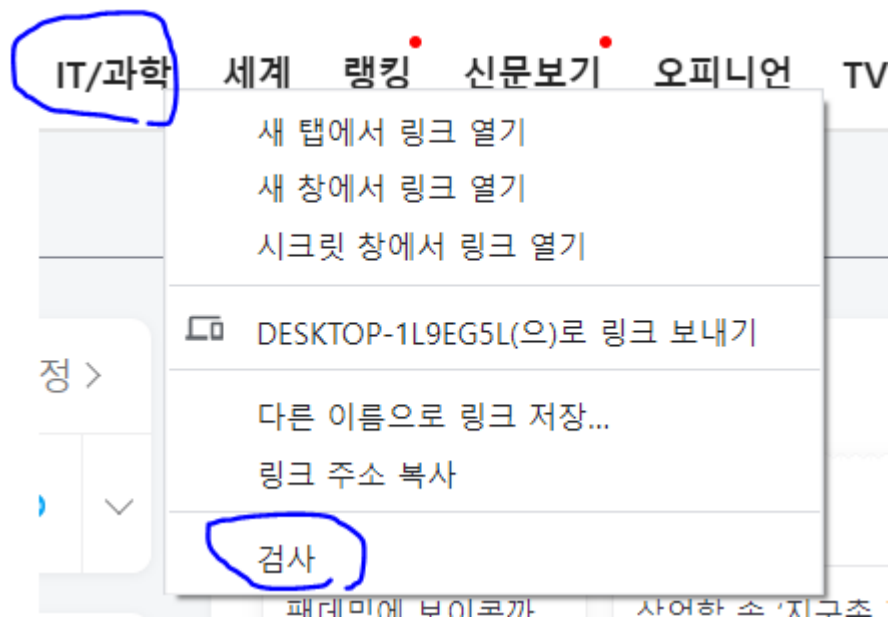 IT/과학 세계 랭킹 신문보기 오피니언 TV
새 탭에서 링크 열기
새 창에서 링크 열기
시크릿 창에서 링크 열기
DESKTOP-1L9EG5L(으)로 링크 보내기
정 >
다른 이름으로 링크 저장...
링크 주소 복사
검사